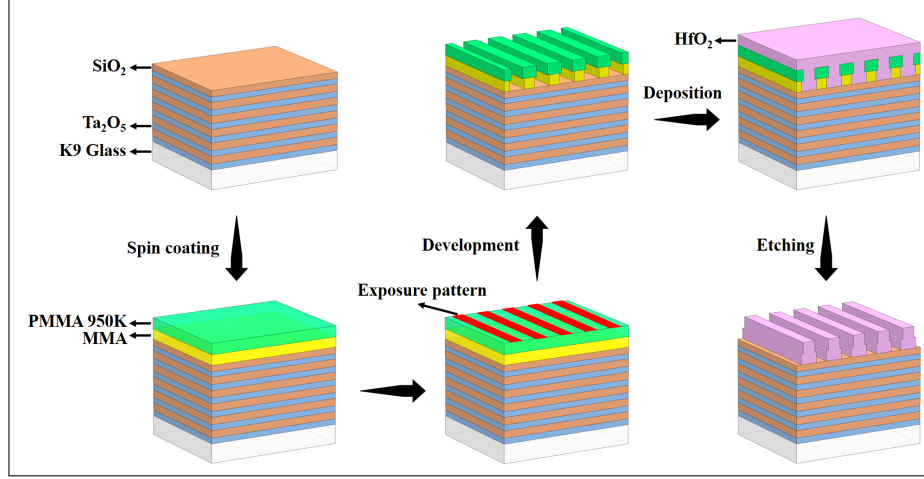 SiO₂
Ta₂O₅
K9 Glass
Spin coating
PMMA 950K
MMA
Exposure pattern
Development
Deposition
HfO₂
Etching